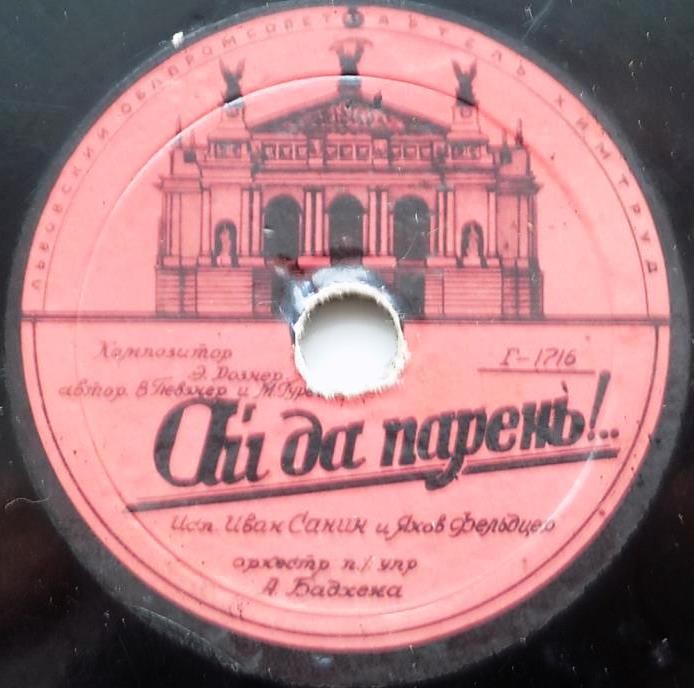 ЛЬВОВСКИЙ ОБЛПРОМСОВЕТ АРТЕЛЬ ХИМТРУД
Композитор
Э. Рознер
Г-1716
автор. В Певзнер и М.
Ай да парень!..
Исп. Иван Санин и Яков Фельдцер
оркестр п/упр
А. Бадхена